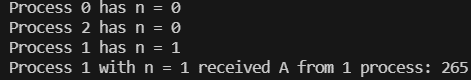 Process 0 has n = 0
Process 2 has n = 0
Process 1 has n = 1
Process 1 with n = 1 received A from 1 process: 265